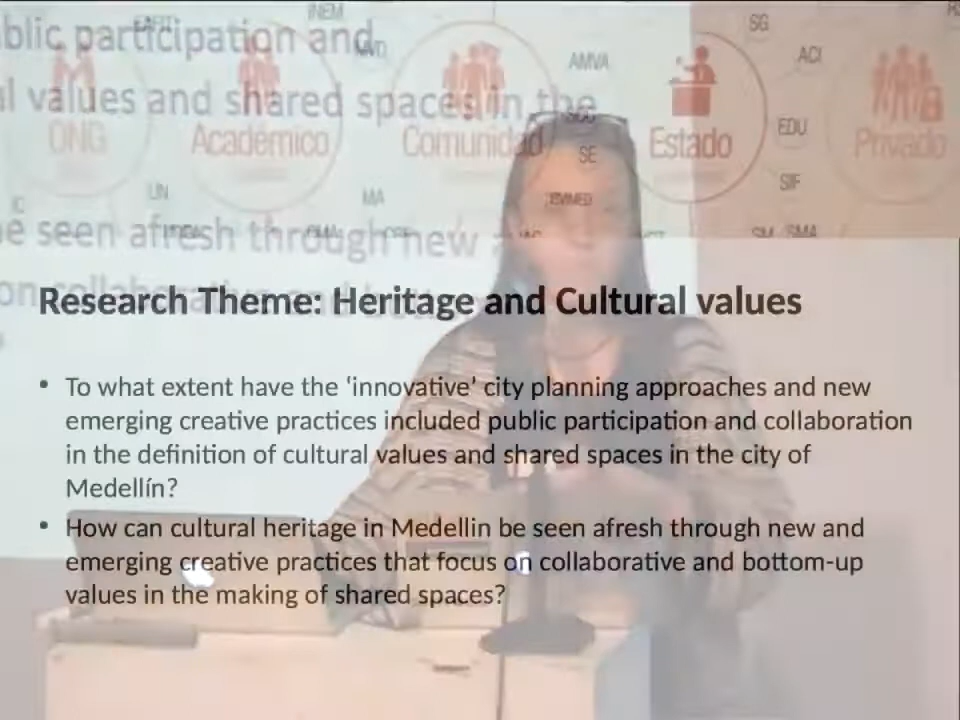 blic participation and
INEM
SG
ACI
AMVA
al values and shared spaces in the
ONG
Académico
Comunidad
Estado
Privado
EDU
SE
UN
MA
SIF
e seen afresh through new
SMA
Research Theme: Heritage and Cultural values
• To what extent have the ‘innovative’ city planning approaches and new
emerging creative practices included public participation and collaboration
in the definition of cultural values and shared spaces in the city of
Medellín?
• How can cultural heritage in Medellin be seen afresh through new and
emerging creative practices that focus on collaborative and bottom-up
values in the making of shared spaces?